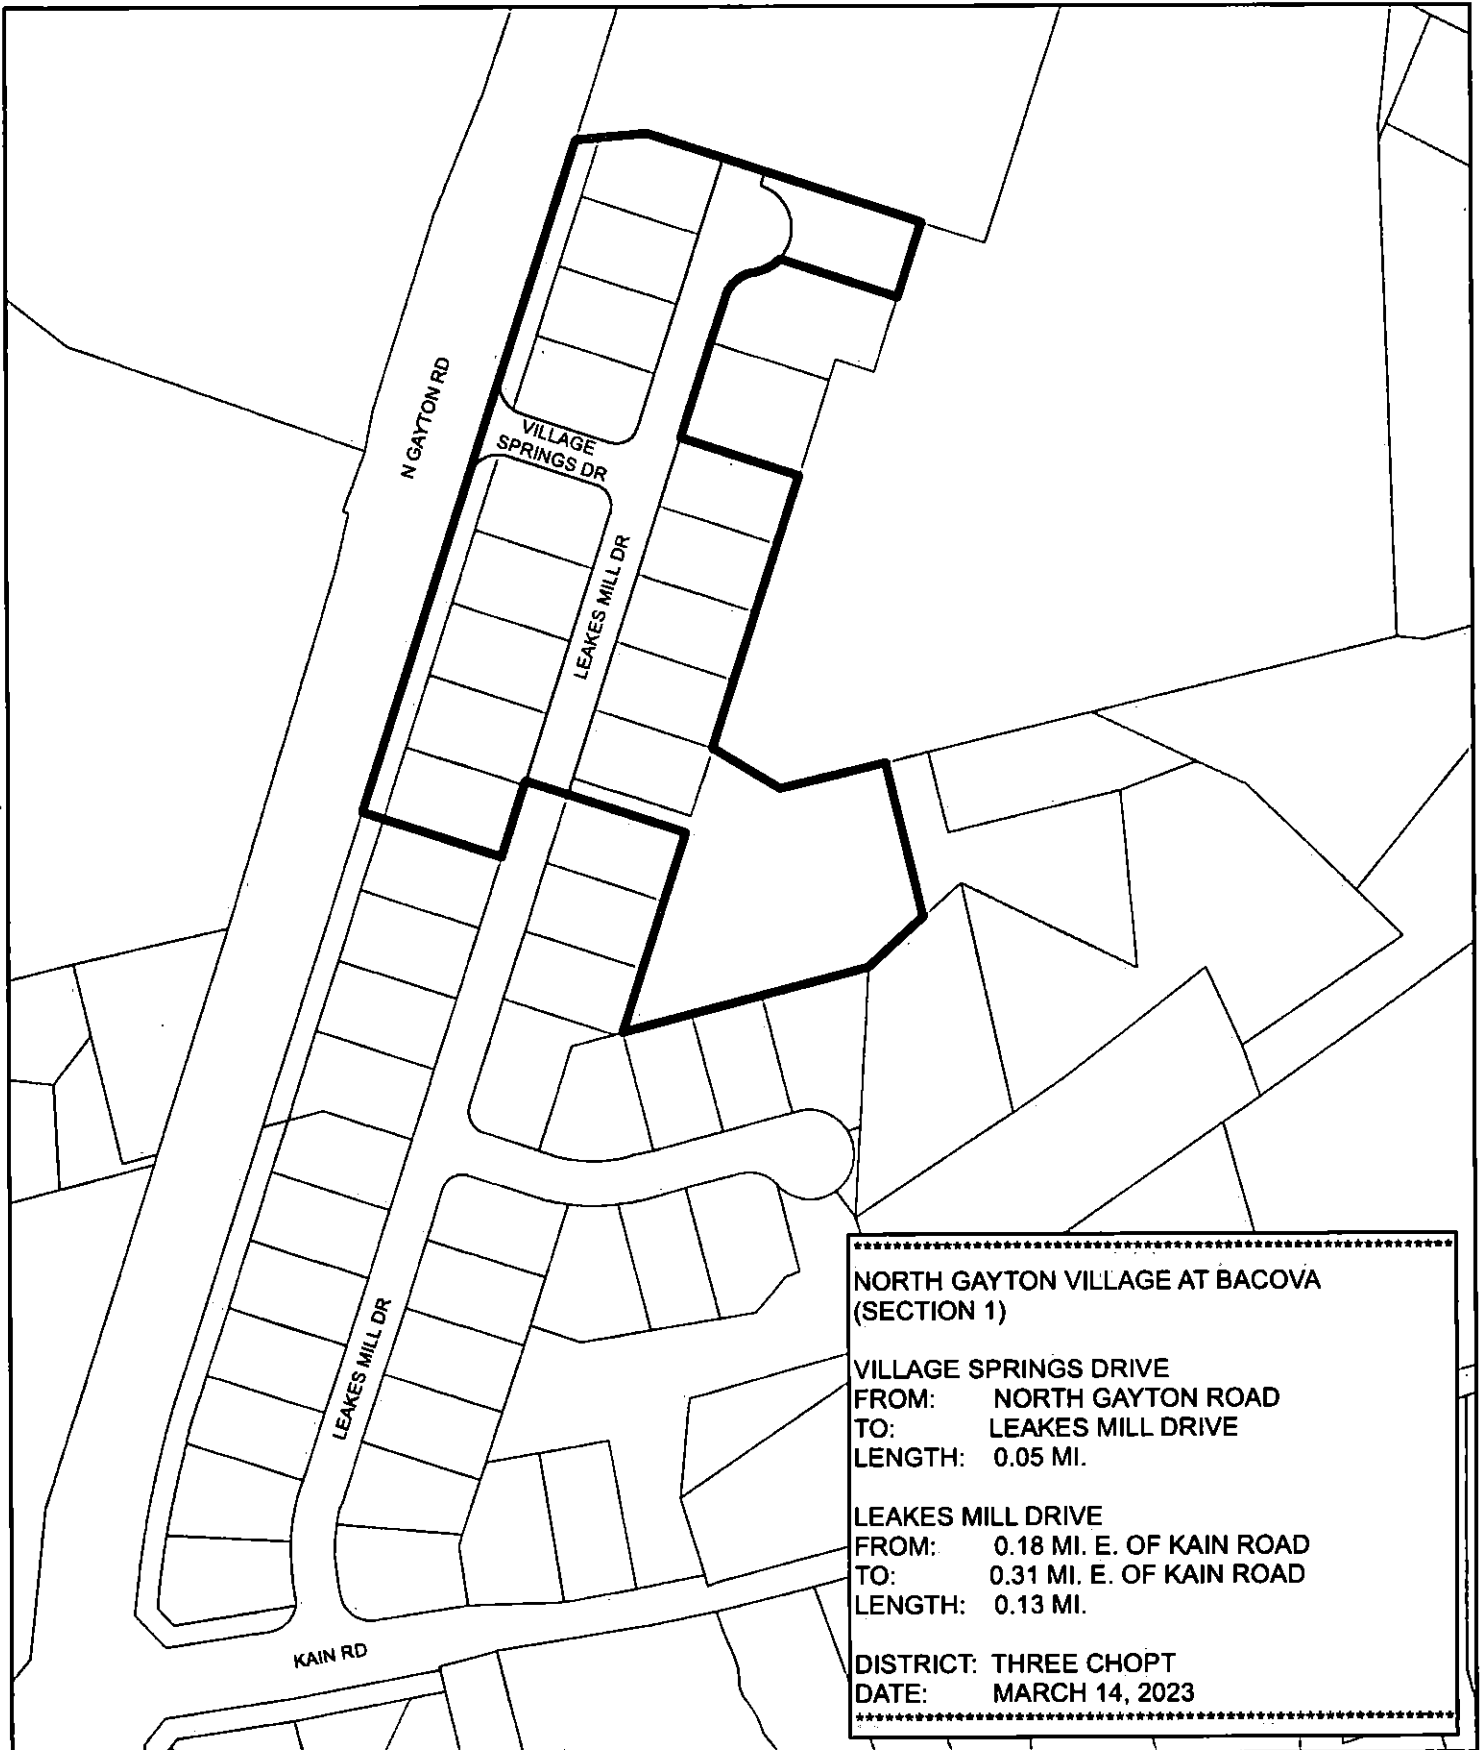 N GAYTON RD
VILLAGE
SPRINGS DR
LEAKES MILL DR
LEAKES MILL DR
KAIN RD
********************************************************************************
NORTH GAYTON VILLAGE AT BACOVA
(SECTION 1)
VILLAGE SPRINGS DRIVE
FROM: NORTH GAYTON ROAD
TO: LEAKES MILL DRIVE
LENGTH: 0.05 MI.
LEAKES MILL DRIVE
FROM: 0.18 MI. E. OF KAIN ROAD
TO: 0.31 MI. E. OF KAIN ROAD
LENGTH: 0.13 MI.
DISTRICT: THREE CHOPT
DATE: MARCH 14, 2023
********************************************************************************